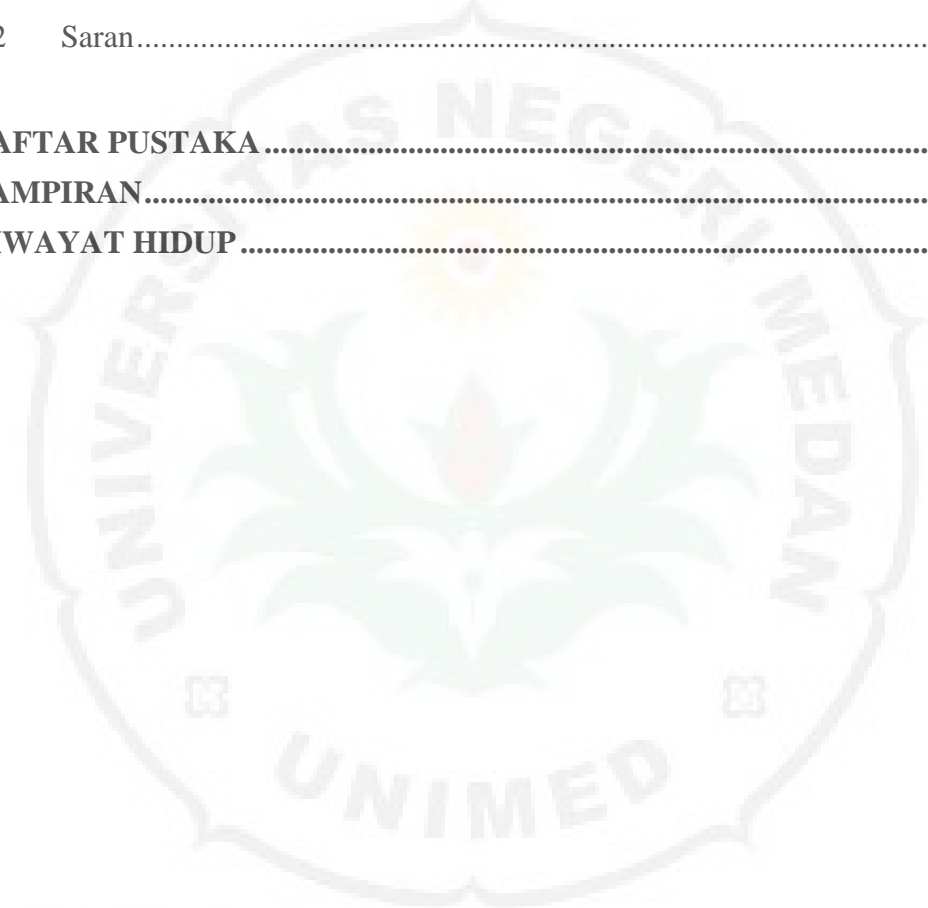 2 Saran....................................................................................
AFTAR PUSTAKA......................................................................
AMPIRAN..................................................................................
IWAYAT HIDUP........................................................................
UNIVERSITAS NEGERI MEDAN
UNIMED